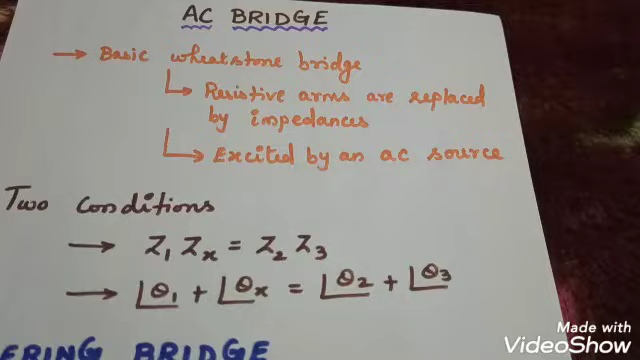 AC BRIDGE
→ Basic wheatstone bridge
Resistive arms are replaced
by impedances
Excited by an ac source
Two Conditions
→ Z₁ Zₓ = Z₂ Z₃
→ ∠θ₁ + ∠θₓ = ∠θ₂ + ∠θ₃
ERING BRIDGE
Made with
VideoShow